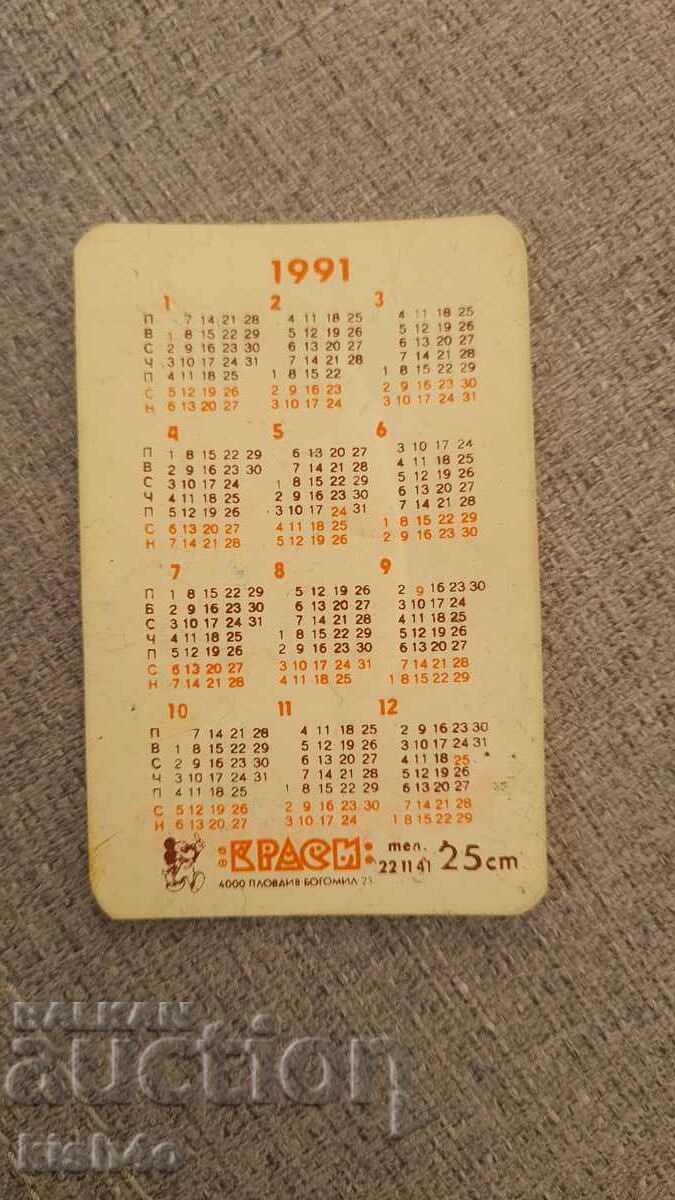 1991
1 2 3
П 7 14 21 28 4 11 18 25 4 11 18 25
В 1 8 15 22 29 5 12 19 26 5 12 19 26
С 2 9 16 23 30 6 13 20 27 6 13 20 27
Ч 3 10 17 24 31 7 14 21 28 7 14 21 28
П 4 11 18 25 1 8 15 22 1 8 15 22 29
С 5 12 19 26 2 9 16 23 2 9 16 23 30
Н 6 13 20 27 3 10 17 24 3 10 17 24 31
4 5 6
П 1 8 15 22 29 6 13 20 27 3 10 17 24
В 2 9 16 23 30 7 14 21 28 4 11 18 25
С 3 10 17 24 1 8 15 22 29 5 12 19 26
Ч 4 11 18 25 2 9 16 23 30 6 13 20 27
П 5 12 19 26 3 10 17 24 31 7 14 21 28
С 6 13 20 27 4 11 18 25 1 8 15 22 29
Н 7 14 21 28 5 12 19 26 2 9 16 23 30
7 8 9
П 1 8 15 22 29 5 12 19 26 2 9 16 23 30
Б 2 9 16 23 30 6 13 20 27 3 10 17 24
С 3 10 17 24 31 7 14 21 28 4 11 18 25
Ч 4 11 18 25 1 8 15 22 29 5 12 19 26
П 5 12 19 26 2 9 16 23 30 6 13 20 27
С 6 13 20 27 3 10 17 24 31 7 14 21 28
Н 7 14 21 28 4 11 18 25 1 8 15 22 29
10 11 12
П 7 14 21 28 4 11 18 25 2 9 16 23 30
В 1 8 15 22 29 5 12 19 26 3 10 17 24 31
С 2 9 16 23 30 6 13 20 27 4 11 18 25
Ч 3 10 17 24 31 7 14 21 28 5 12 19 26
П 4 11 18 25 1 8 15 22 29 6 13 20 27
С 5 12 19 26 2 9 16 23 30 7 14 21 28
Н 6 13 20 27 3 10 17 24 1 8 15 22 29
КРАСИ: тел. 22 11 41 25 cm
4000 ПЛОВДИВ БОГОМИЛ 23
BALKAN
auction
kish4o